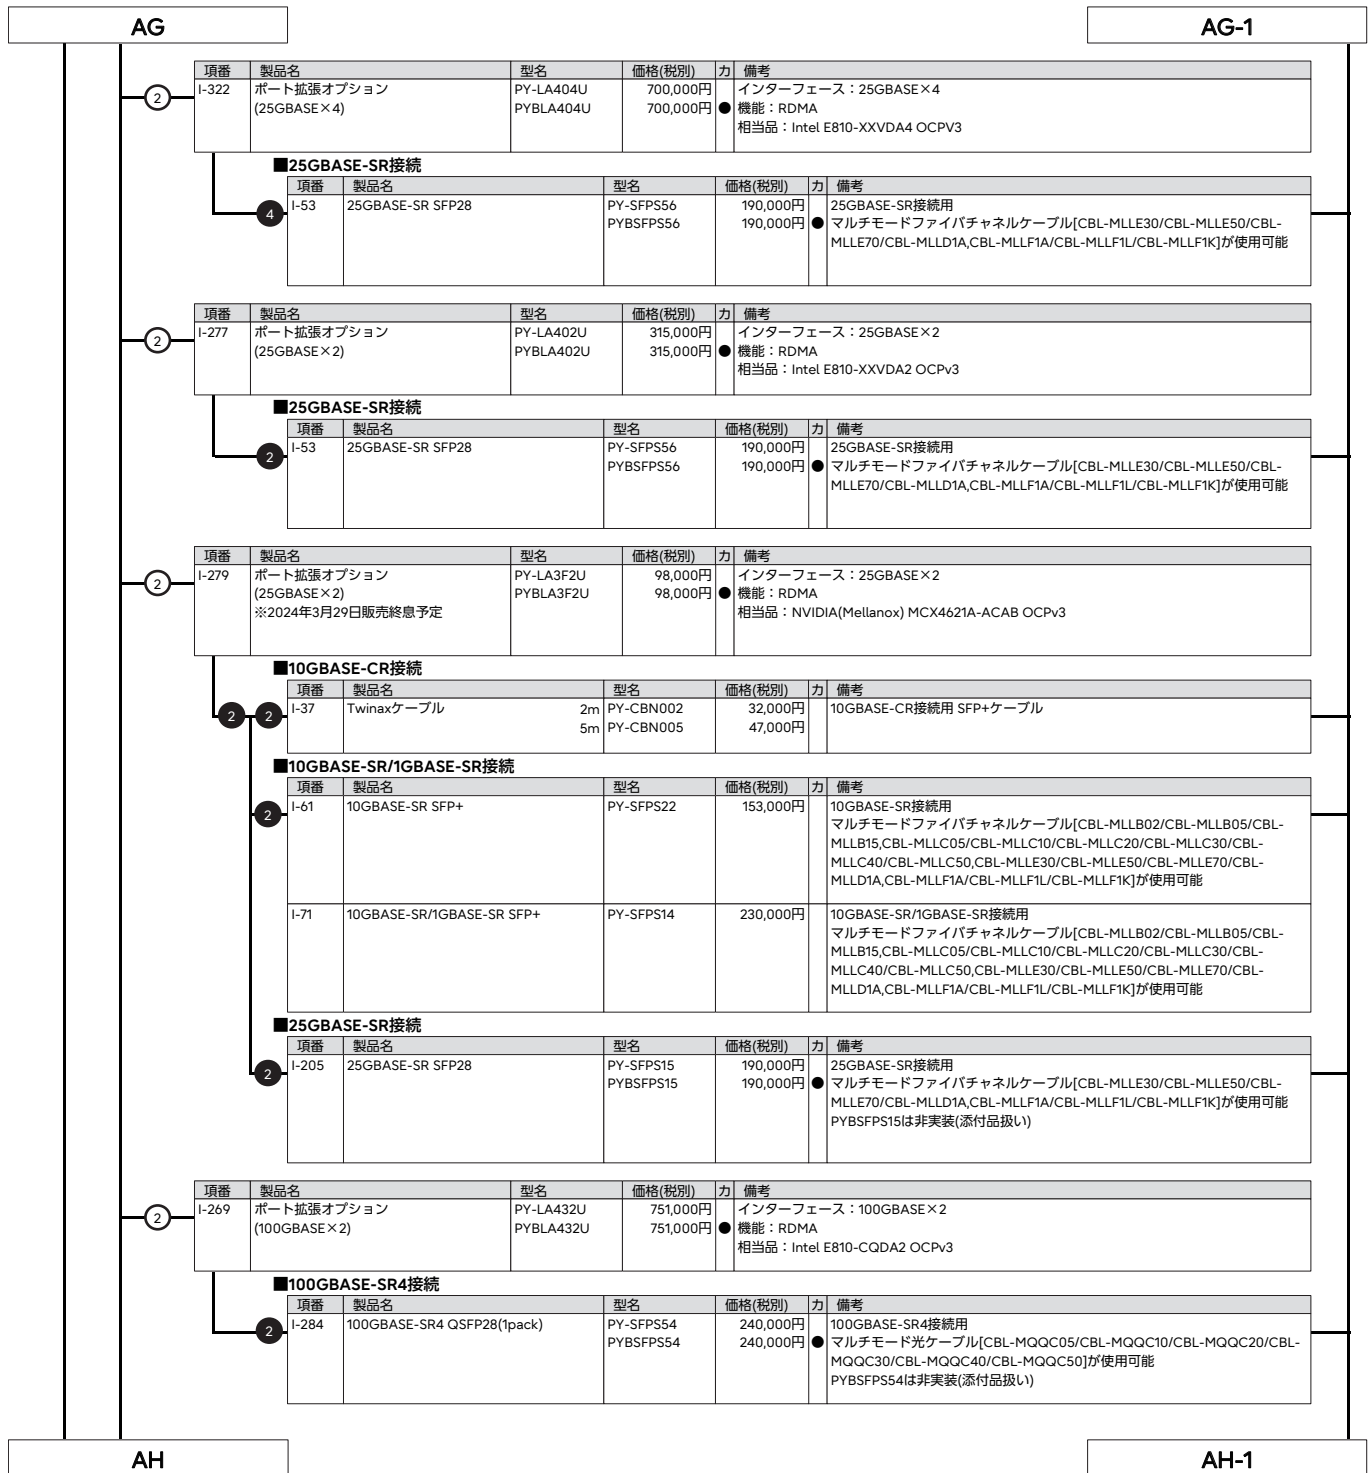 AG
AG-1
項番 製品名 型名 価格(税別) カ 備考
2
I-322 ポート拡張オプション PY-LA404U 700,000円 インターフェース：25GBASE×4
(25GBASE×4) PYBLA404U 700,000円 ● 機能：RDMA
相当品：Intel E810-XXVDA4 OCPV3
■25GBASE-SR接続
項番 製品名 型名 価格(税別) カ 備考
4
I-53 25GBASE-SR SFP28 PY-SFPS56 190,000円 25GBASE-SR接続用
PYBSFPS56 190,000円 ● マルチモードファイバチャネルケーブル[CBL-MLLE30/CBL-MLLE50/CBL-
MLLE70/CBL-MLLD1A,CBL-MLLF1A/CBL-MLLF1L/CBL-MLLF1K]が使用可能
項番 製品名 型名 価格(税別) カ 備考
2
I-277 ポート拡張オプション PY-LA402U 315,000円 インターフェース：25GBASE×2
(25GBASE×2) PYBLA402U 315,000円 ● 機能：RDMA
相当品：Intel E810-XXVDA2 OCPv3
■25GBASE-SR接続
項番 製品名 型名 価格(税別) カ 備考
2
I-53 25GBASE-SR SFP28 PY-SFPS56 190,000円 25GBASE-SR接続用
PYBSFPS56 190,000円 ● マルチモードファイバチャネルケーブル[CBL-MLLE30/CBL-MLLE50/CBL-
MLLE70/CBL-MLLD1A,CBL-MLLF1A/CBL-MLLF1L/CBL-MLLF1K]が使用可能
項番 製品名 型名 価格(税別) カ 備考
2
I-279 ポート拡張オプション PY-LA3F2U 98,000円 インターフェース：25GBASE×2
(25GBASE×2) PYBLA3F2U 98,000円 ● 機能：RDMA
※2024年3月29日販売終息予定 相当品：NVIDIA(Mellanox) MCX4621A-ACAB OCPv3
■10GBASE-CR接続
項番 製品名 型名 価格(税別) カ 備考
2 2
I-37 Twinaxケーブル 2m PY-CBN002 32,000円 10GBASE-CR接続用 SFP+ケーブル
5m PY-CBN005 47,000円
■10GBASE-SR/1GBASE-SR接続
項番 製品名 型名 価格(税別) カ 備考
2
I-61 10GBASE-SR SFP+ PY-SFPS22 153,000円 10GBASE-SR接続用
マルチモードファイバチャネルケーブル[CBL-MLLB02/CBL-MLLB05/CBL-
MLLB15,CBL-MLLC05/CBL-MLLC10/CBL-MLLC20/CBL-MLLC30/CBL-
MLLC40/CBL-MLLC50,CBL-MLLE30/CBL-MLLE50/CBL-MLLE70/CBL-
MLLD1A,CBL-MLLF1A/CBL-MLLF1L/CBL-MLLF1K]が使用可能
I-71 10GBASE-SR/1GBASE-SR SFP+ PY-SFPS14 230,000円 10GBASE-SR/1GBASE-SR接続用
マルチモードファイバチャネルケーブル[CBL-MLLB02/CBL-MLLB05/CBL-
MLLB15,CBL-MLLC05/CBL-MLLC10/CBL-MLLC20/CBL-MLLC30/CBL-
MLLC40/CBL-MLLC50,CBL-MLLE30/CBL-MLLE50/CBL-MLLE70/CBL-
MLLD1A,CBL-MLLF1A/CBL-MLLF1L/CBL-MLLF1K]が使用可能
■25GBASE-SR接続
項番 製品名 型名 価格(税別) カ 備考
2
I-205 25GBASE-SR SFP28 PY-SFPS15 190,000円 25GBASE-SR接続用
PYBSFPS15 190,000円 ● マルチモードファイバチャネルケーブル[CBL-MLLE30/CBL-MLLE50/CBL-
MLLE70/CBL-MLLD1A,CBL-MLLF1A/CBL-MLLF1L/CBL-MLLF1K]が使用可能
PYBSFPS15は非実装(添付品扱い)
項番 製品名 型名 価格(税別) カ 備考
2
I-269 ポート拡張オプション PY-LA432U 751,000円 インターフェース：100GBASE×2
(100GBASE×2) PYBLA432U 751,000円 ● 機能：RDMA
相当品：Intel E810-CQDA2 OCPv3
■100GBASE-SR4接続
項番 製品名 型名 価格(税別) カ 備考
2
I-284 100GBASE-SR4 QSFP28(1pack) PY-SFPS54 240,000円 100GBASE-SR4接続用
PYBSFPS54 240,000円 ● マルチモード光ケーブル[CBL-MQQC05/CBL-MQQC10/CBL-MQQC20/CBL-
MQQC30/CBL-MQQC40/CBL-MQQC50]が使用可能
PYBSFPS54は非実装(添付品扱い)
AH
AH-1